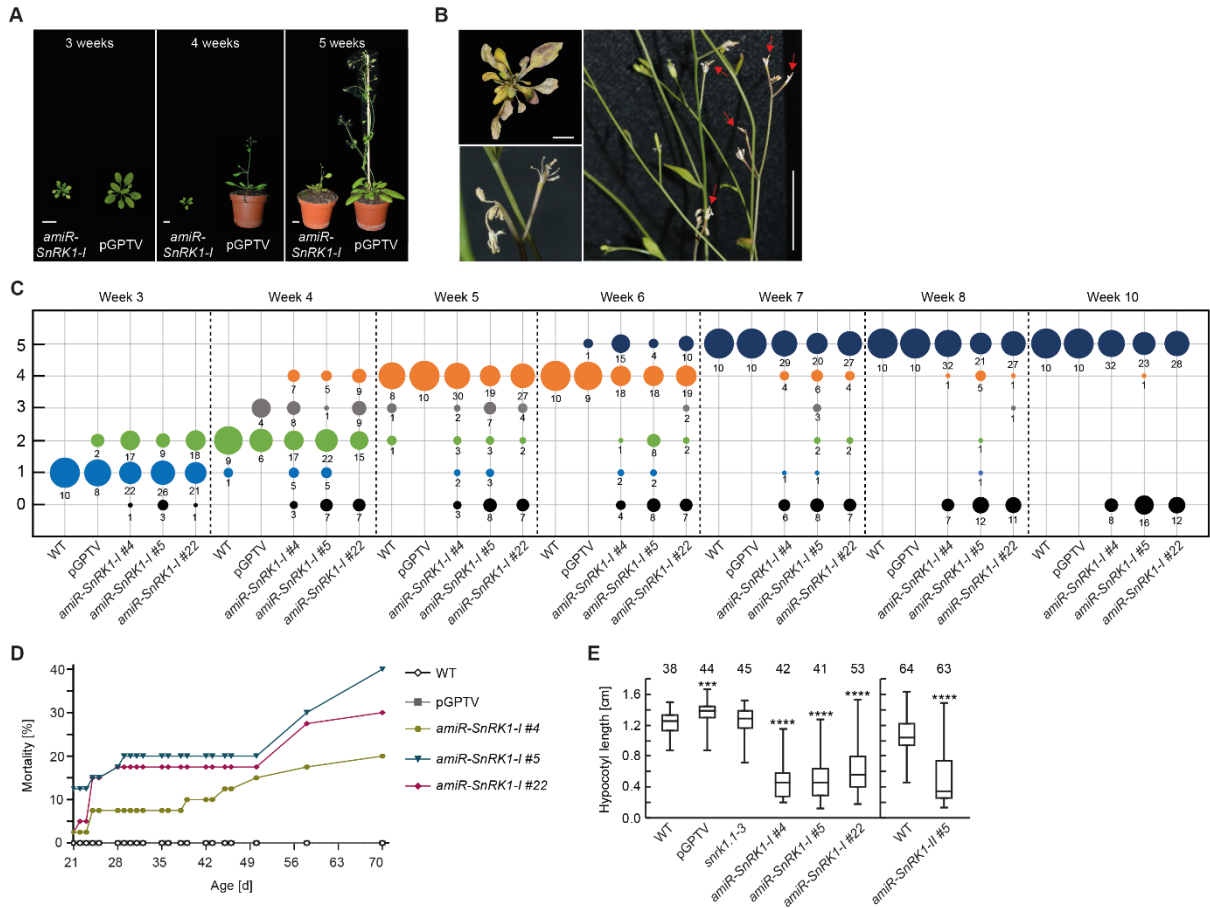 A
3 weeks
4 weeks
5 weeks
amiR-
SnRK1-I
pGPTV
amiR-
SnRK1-I
pGPTV
amiR-
SnRK1-I
pGPTV
B
C
Week 3
Week 4
Week 5
Week 6
Week 7
Week 8
Week 10
5
1 15 4 10 10 10 29 20 27 10 10 32 21 27 10 10 32 23 28
4
7 5 9 8 10 30 19 27 10 9 18 18 19 4 6 4 1 5 1 1
3
4 8 1 9 1 2 7 4 2 3 1
2
2 17 9 18 9 6 17 22 15 1 3 3 2 1 8 2 2 2 1
1
10 8 22 26 21 1 5 5 2 3 2 2 1 1 1
0
1 3 1 3 7 7 3 8 7 4 8 7 6 8 7 7 12 11 8 16 12
WT
pGPTV
amiR-SnRK1-I #4
amiR-SnRK1-I #5
amiR-SnRK1-I #22
WT
pGPTV
amiR-SnRK1-I #4
amiR-SnRK1-I #5
amiR-SnRK1-I #22
WT
pGPTV
amiR-SnRK1-I #4
amiR-SnRK1-I #5
amiR-SnRK1-I #22
WT
pGPTV
amiR-SnRK1-I #4
amiR-SnRK1-I #5
amiR-SnRK1-I #22
WT
pGPTV
amiR-SnRK1-I #4
amiR-SnRK1-I #5
amiR-SnRK1-I #22
WT
pGPTV
amiR-SnRK1-I #4
amiR-SnRK1-I #5
amiR-SnRK1-I #22
WT
pGPTV
amiR-SnRK1-I #4
amiR-SnRK1-I #5
amiR-SnRK1-I #22
D
Mortality [%]
40
30
20
10
0
21 28 35 42 49 56 63 70
Age [d]
WT
pGPTV
amiR-SnRK1-I #4
amiR-SnRK1-I #5
amiR-SnRK1-I #22
E
38 44 45 42 41 53 64 63
*** **** **** **** ****
Hypocotyl length [cm]
1.6
1.2
0.8
0.4
0.0
WT
pGPTV
snrk1.1-3
amiR-SnRK1-I #4
amiR-SnRK1-I #5
amiR-SnRK1-I #22
WT
amiR-SnRK1-II #5